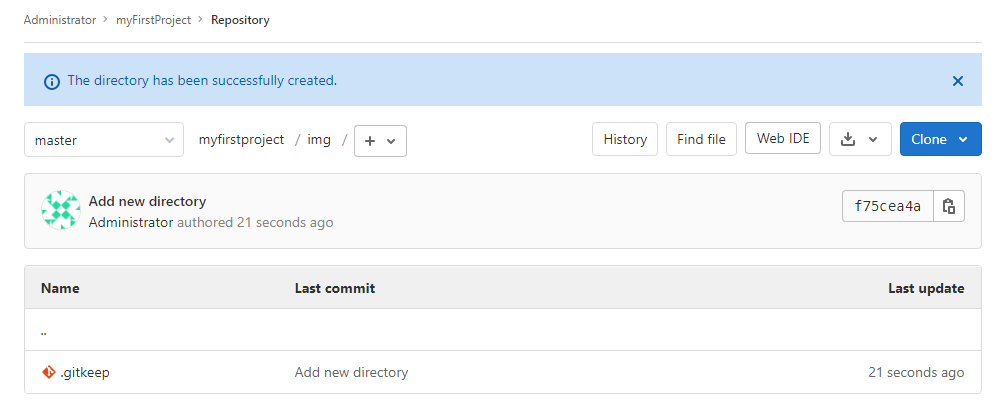 Administrator > myFirstProject > Repository
The directory has been successfully created.
master myfirstproject / img / + History Find file Web IDE Clone
Add new directory
Administrator authored 21 seconds ago
f75cea4a
Name Last commit Last update
..
.gitkeep Add new directory 21 seconds ago